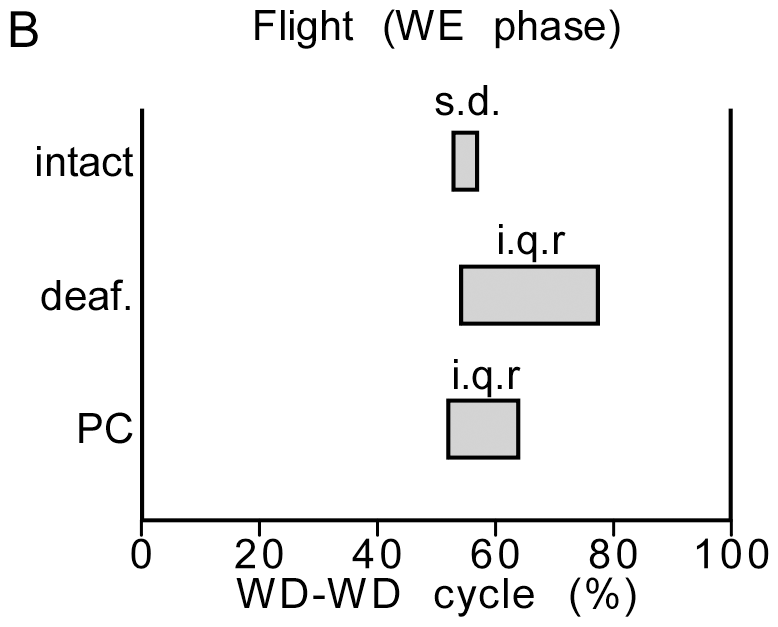 B
Flight (WE phase)
s.d.
intact
i.q.r
deaf.
i.q.r
PC
0 20 40 60 80 100
WD-WD cycle (%)